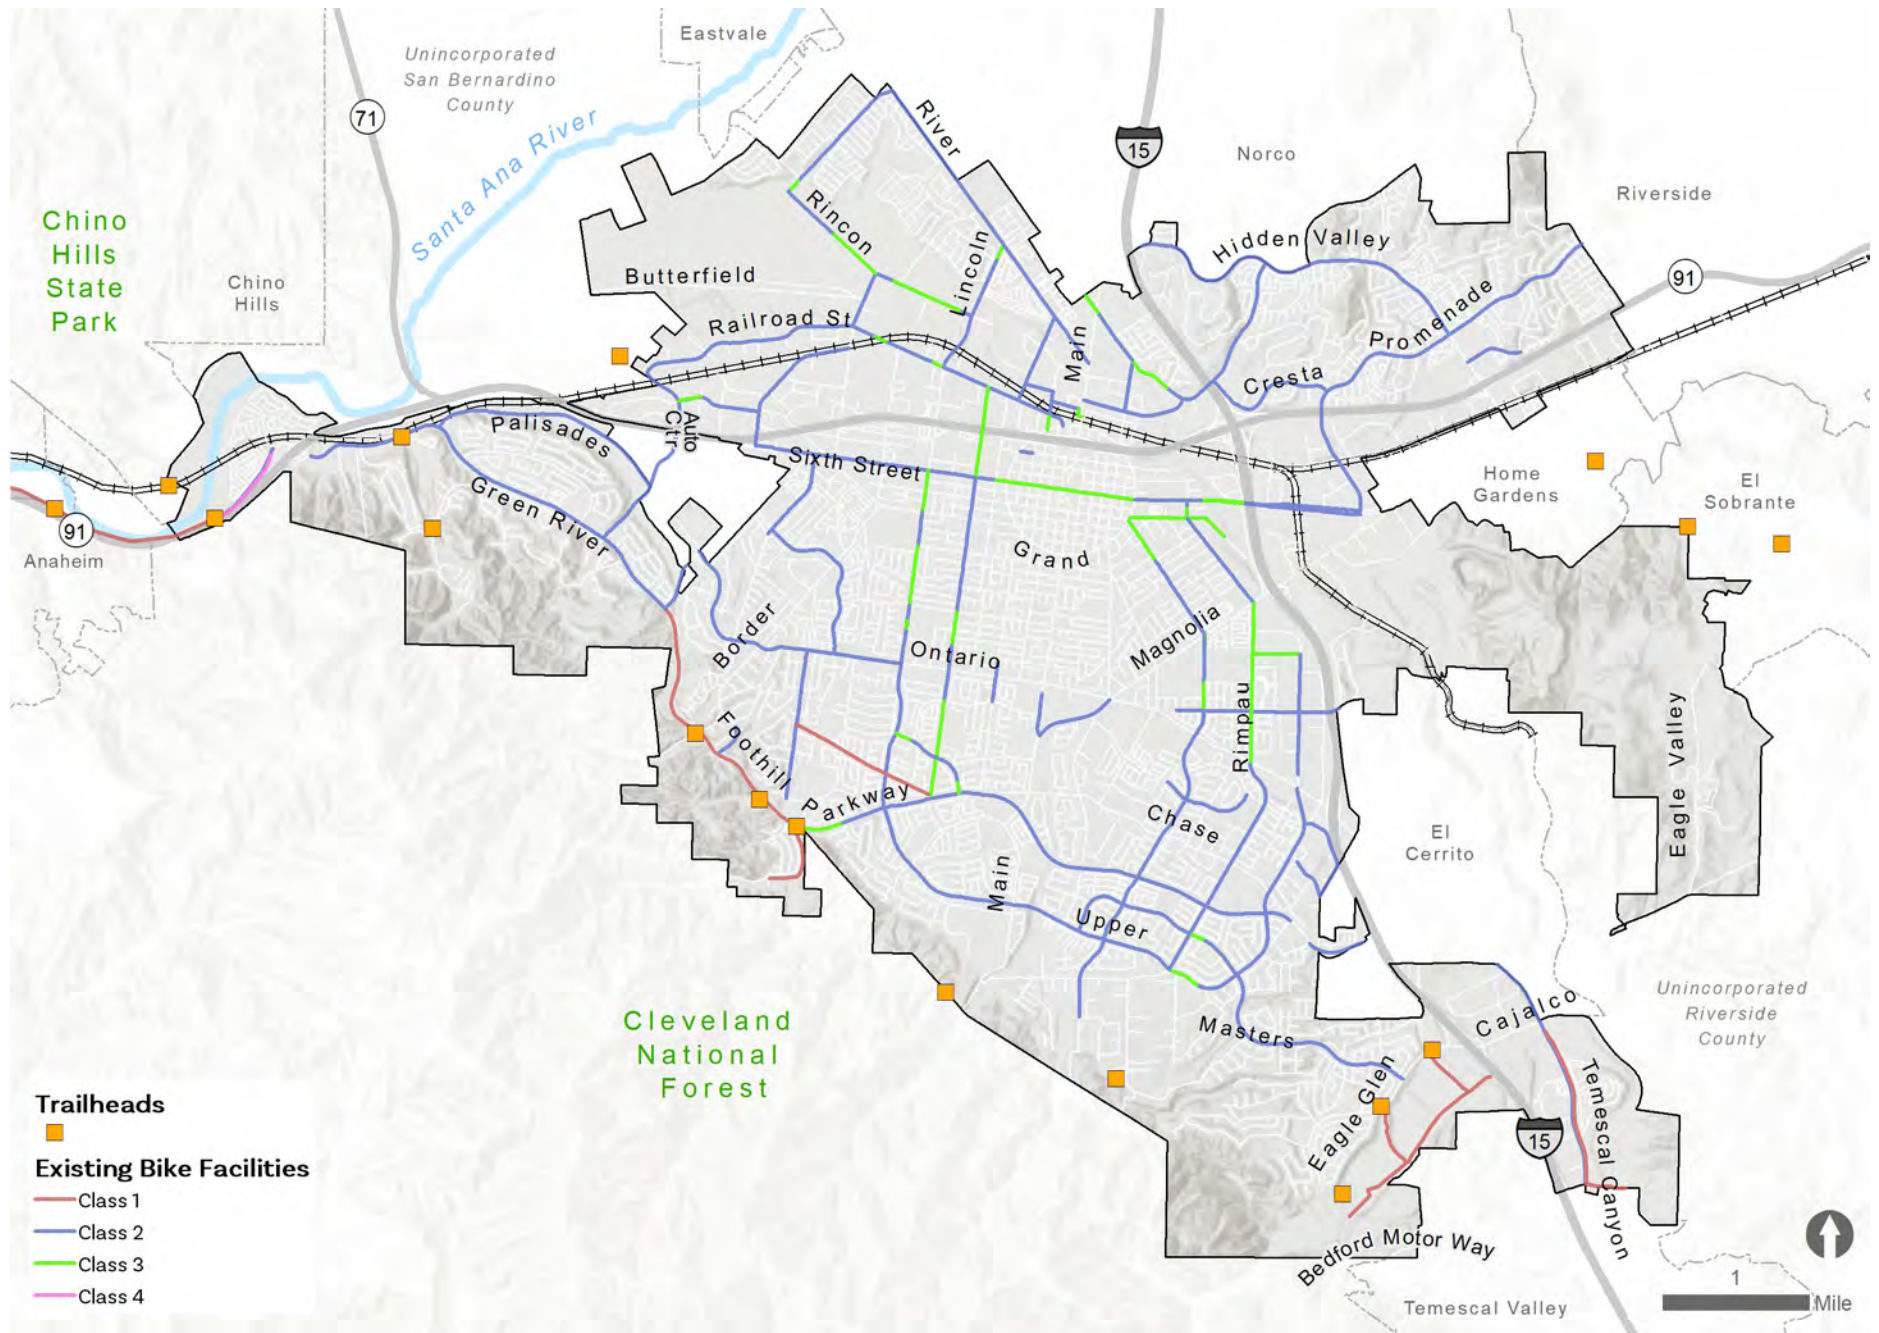 Eastvale
Unincorporated
San Bernardino
County
71
Santa Ana River
River
15
Norco
Riverside
Chino
Hills
State
Park
Chino
Hills
Rincon
Lincoln
Hidden Valley
Butterfield
91
Railroad St
Main
Promenade
Cresta
Palisades
Auto
Ctr
Sixth Street
Green River
Home
Gardens
El
Sobrante
91
Anaheim
Grand
Border
Ontario
Magnolia
Rimpau
Foothill
Parkway
Chase
Eagle Valley
El
Cerrito
Main
Upper
Cleveland
National
Forest
Masters
Cajalco
Unincorporated
Riverside
County
Eagle Glen
Temescal Canyon
15
Bedford Motor Way
Temescal Valley
Trailheads
Existing Bike Facilities
Class 1
Class 2
Class 3
Class 4
1
Mile